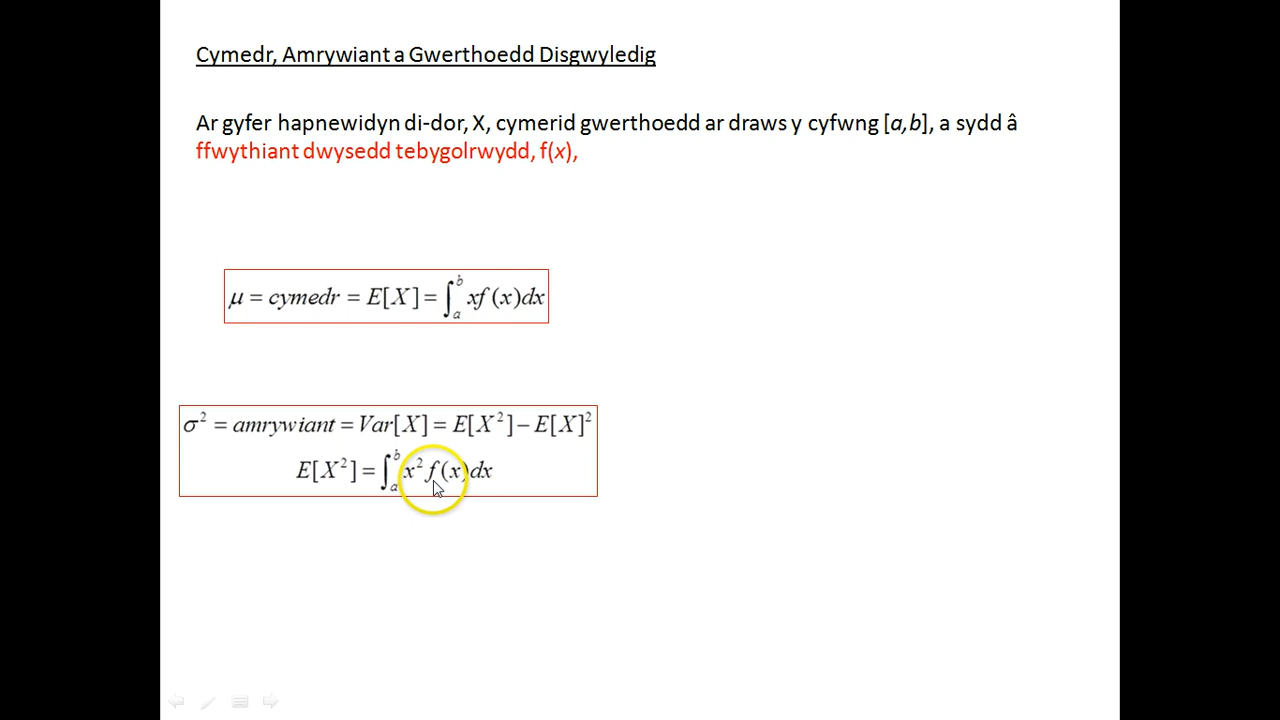 Cymedr, Amrywiant a Gwerthoedd Disgwyledig
Ar gyfer hapnewidyn di-dor, X, cymerid gwerthoedd ar draws y cyfwng [a,b], a sydd â
ffwythiant dwysedd tebygolrwydd, f(x),
μ = cymedr = E[X] = ∫ₐᵇ xf(x)dx
σ² = amrywiant = Var[X] = E[X²] − E[X]²
E[X²] = ∫ₐᵇ x² f(x)dx